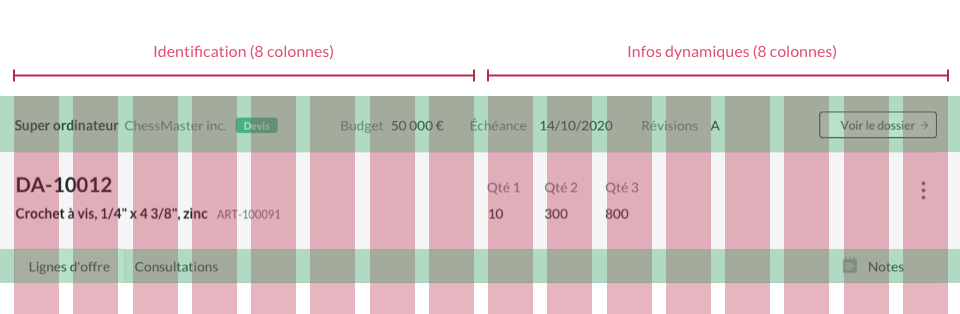 Identification (8 colonnes) Infos dynamiques (8 colonnes)
Super ordinateur ChessMaster inc. Devis Budget 50 000 € Échéance 14/10/2020 Révisions A Voir le dossier →
DA-10012 Qté 1 Qté 2 Qté 3
Crochet à vis, 1/4" x 4 3/8", zinc ART-100091 10 300 800
Lignes d'offre Consultations Notes